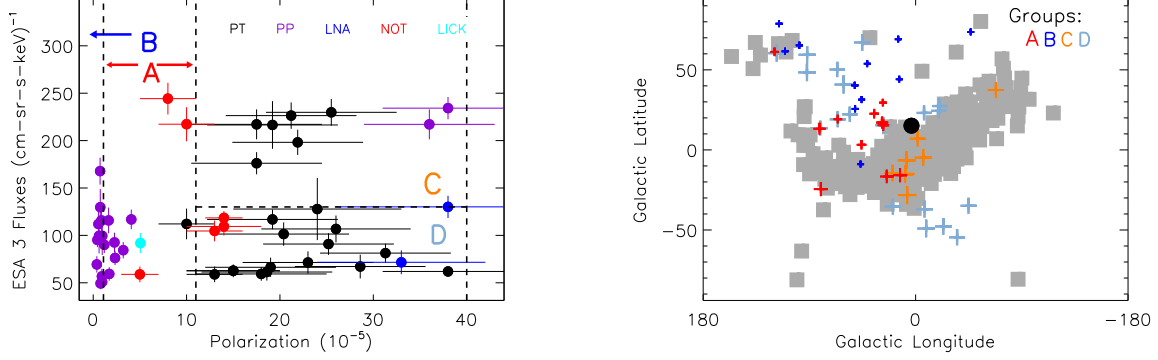 PT PP LNA NOT LICK
B
A
C
D
300
250
200
150
100
50
0 10 20 30 40
Polarization (10⁻⁵)
ESA 3 Fluxes (cm−sr−s−keV)⁻¹
Groups:
A B C D
50
0
−50
180 0 −180
Galactic Longitude
Galactic Latitude